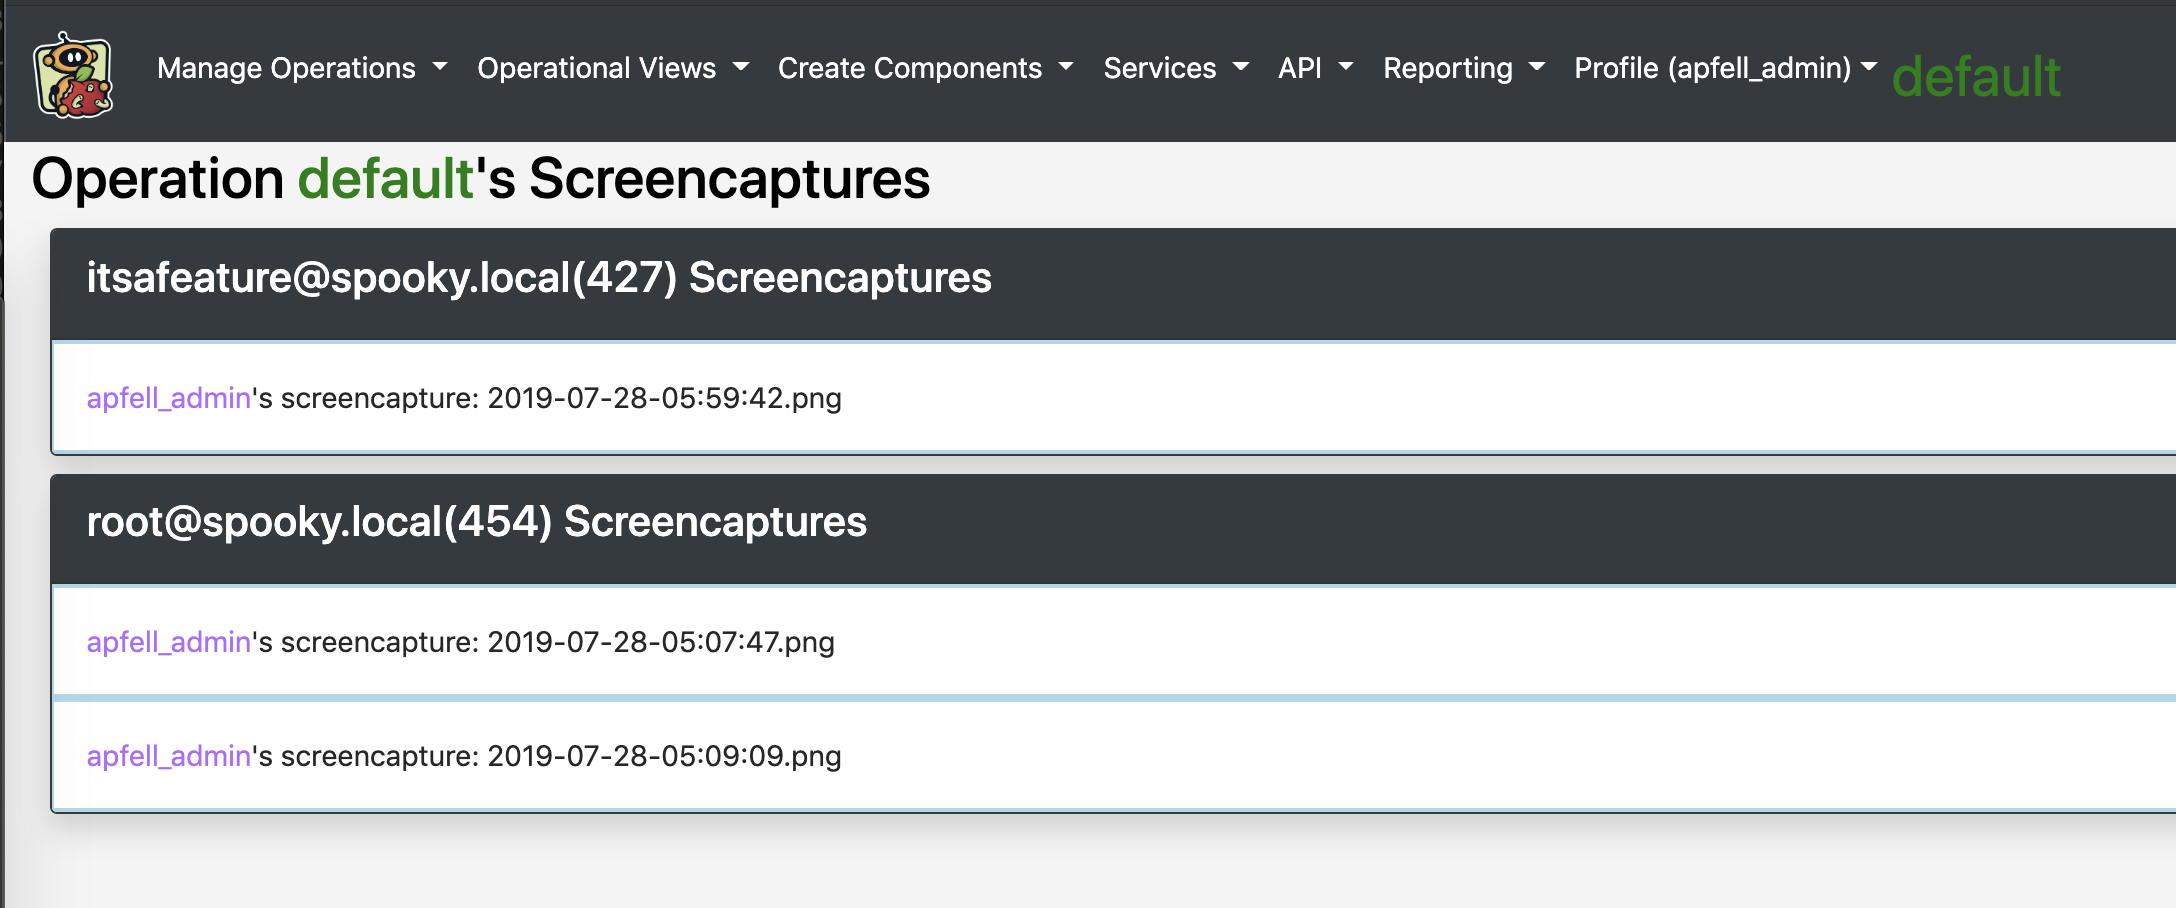 Manage Operations Operational Views Create Components Services API Reporting Profile (apfell_admin) default
Operation default's Screencaptures
itsafeature@spooky.local(427) Screencaptures
apfell_admin's screencapture: 2019-07-28-05:59:42.png
root@spooky.local(454) Screencaptures
apfell_admin's screencapture: 2019-07-28-05:07:47.png
apfell_admin's screencapture: 2019-07-28-05:09:09.png